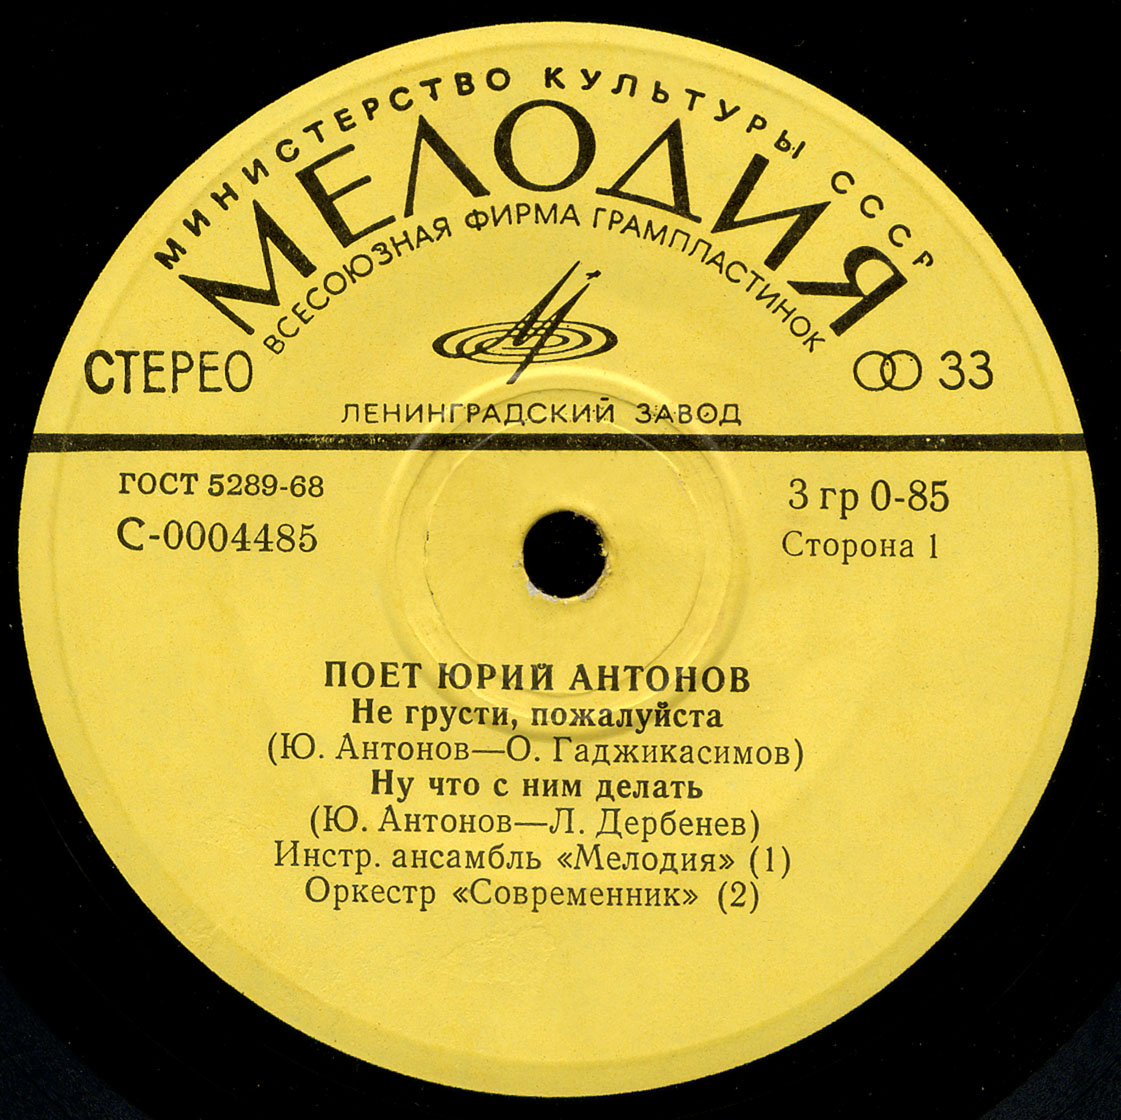 МИНИСТЕРСТВО КУЛЬТУРЫ СССР
МЕЛОДИЯ
ВСЕСОЮЗНАЯ ФИРМА ГРАМПЛАСТИНОК
СТЕРЕО
33
ЛЕНИНГРАДСКИЙ ЗАВОД
ГОСТ 5289-68
3 гр 0-85
С-0004485
Сторона 1
ПОЕТ ЮРИЙ АНТОНОВ
Не грусти, пожалуйста
(Ю. Антонов—О. Гаджикасимов)
Ну что с ним делать
(Ю. Антонов—Л. Дербенев)
Инстр. ансамбль «Мелодия» (1)
Оркестр «Современник» (2)